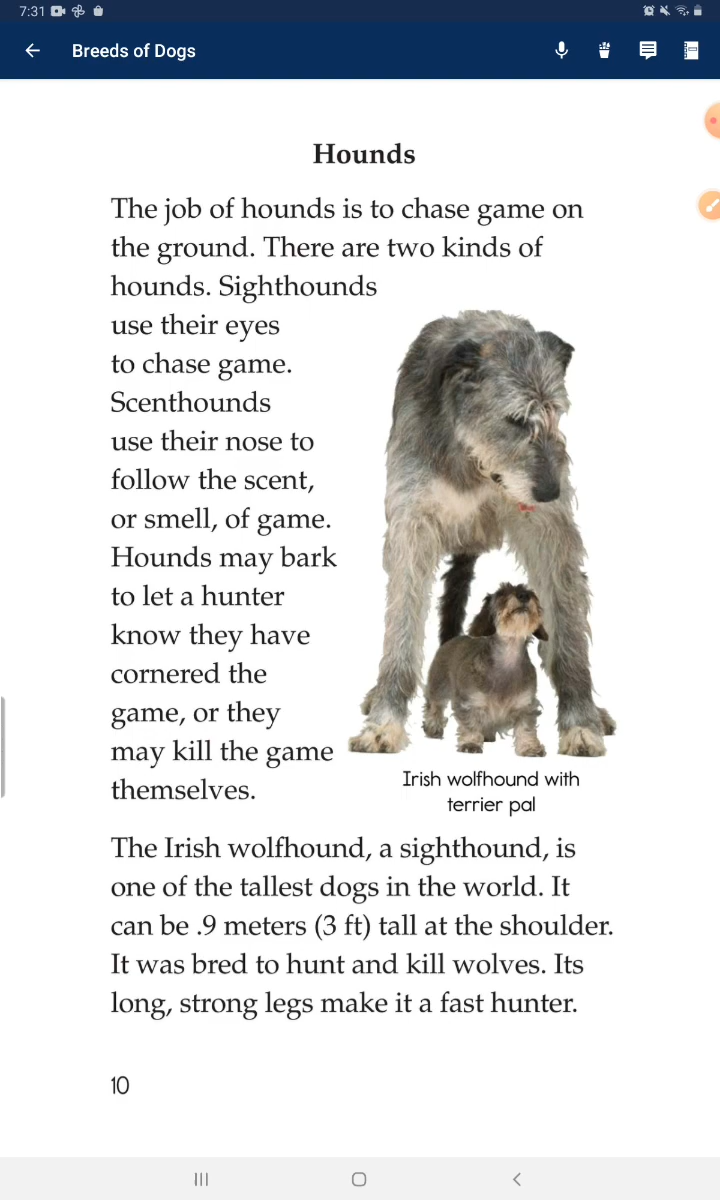 7:31
Breeds of Dogs
Hounds
The job of hounds is to chase game on
the ground. There are two kinds of
hounds. Sighthounds
use their eyes
to chase game.
Scenthounds
use their nose to
follow the scent,
or smell, of game.
Hounds may bark
to let a hunter
know they have
cornered the
game, or they
may kill the game
themselves.
Irish wolfhound with
terrier pal
The Irish wolfhound, a sighthound, is
one of the tallest dogs in the world. It
can be .9 meters (3 ft) tall at the shoulder.
It was bred to hunt and kill wolves. Its
long, strong legs make it a fast hunter.
10